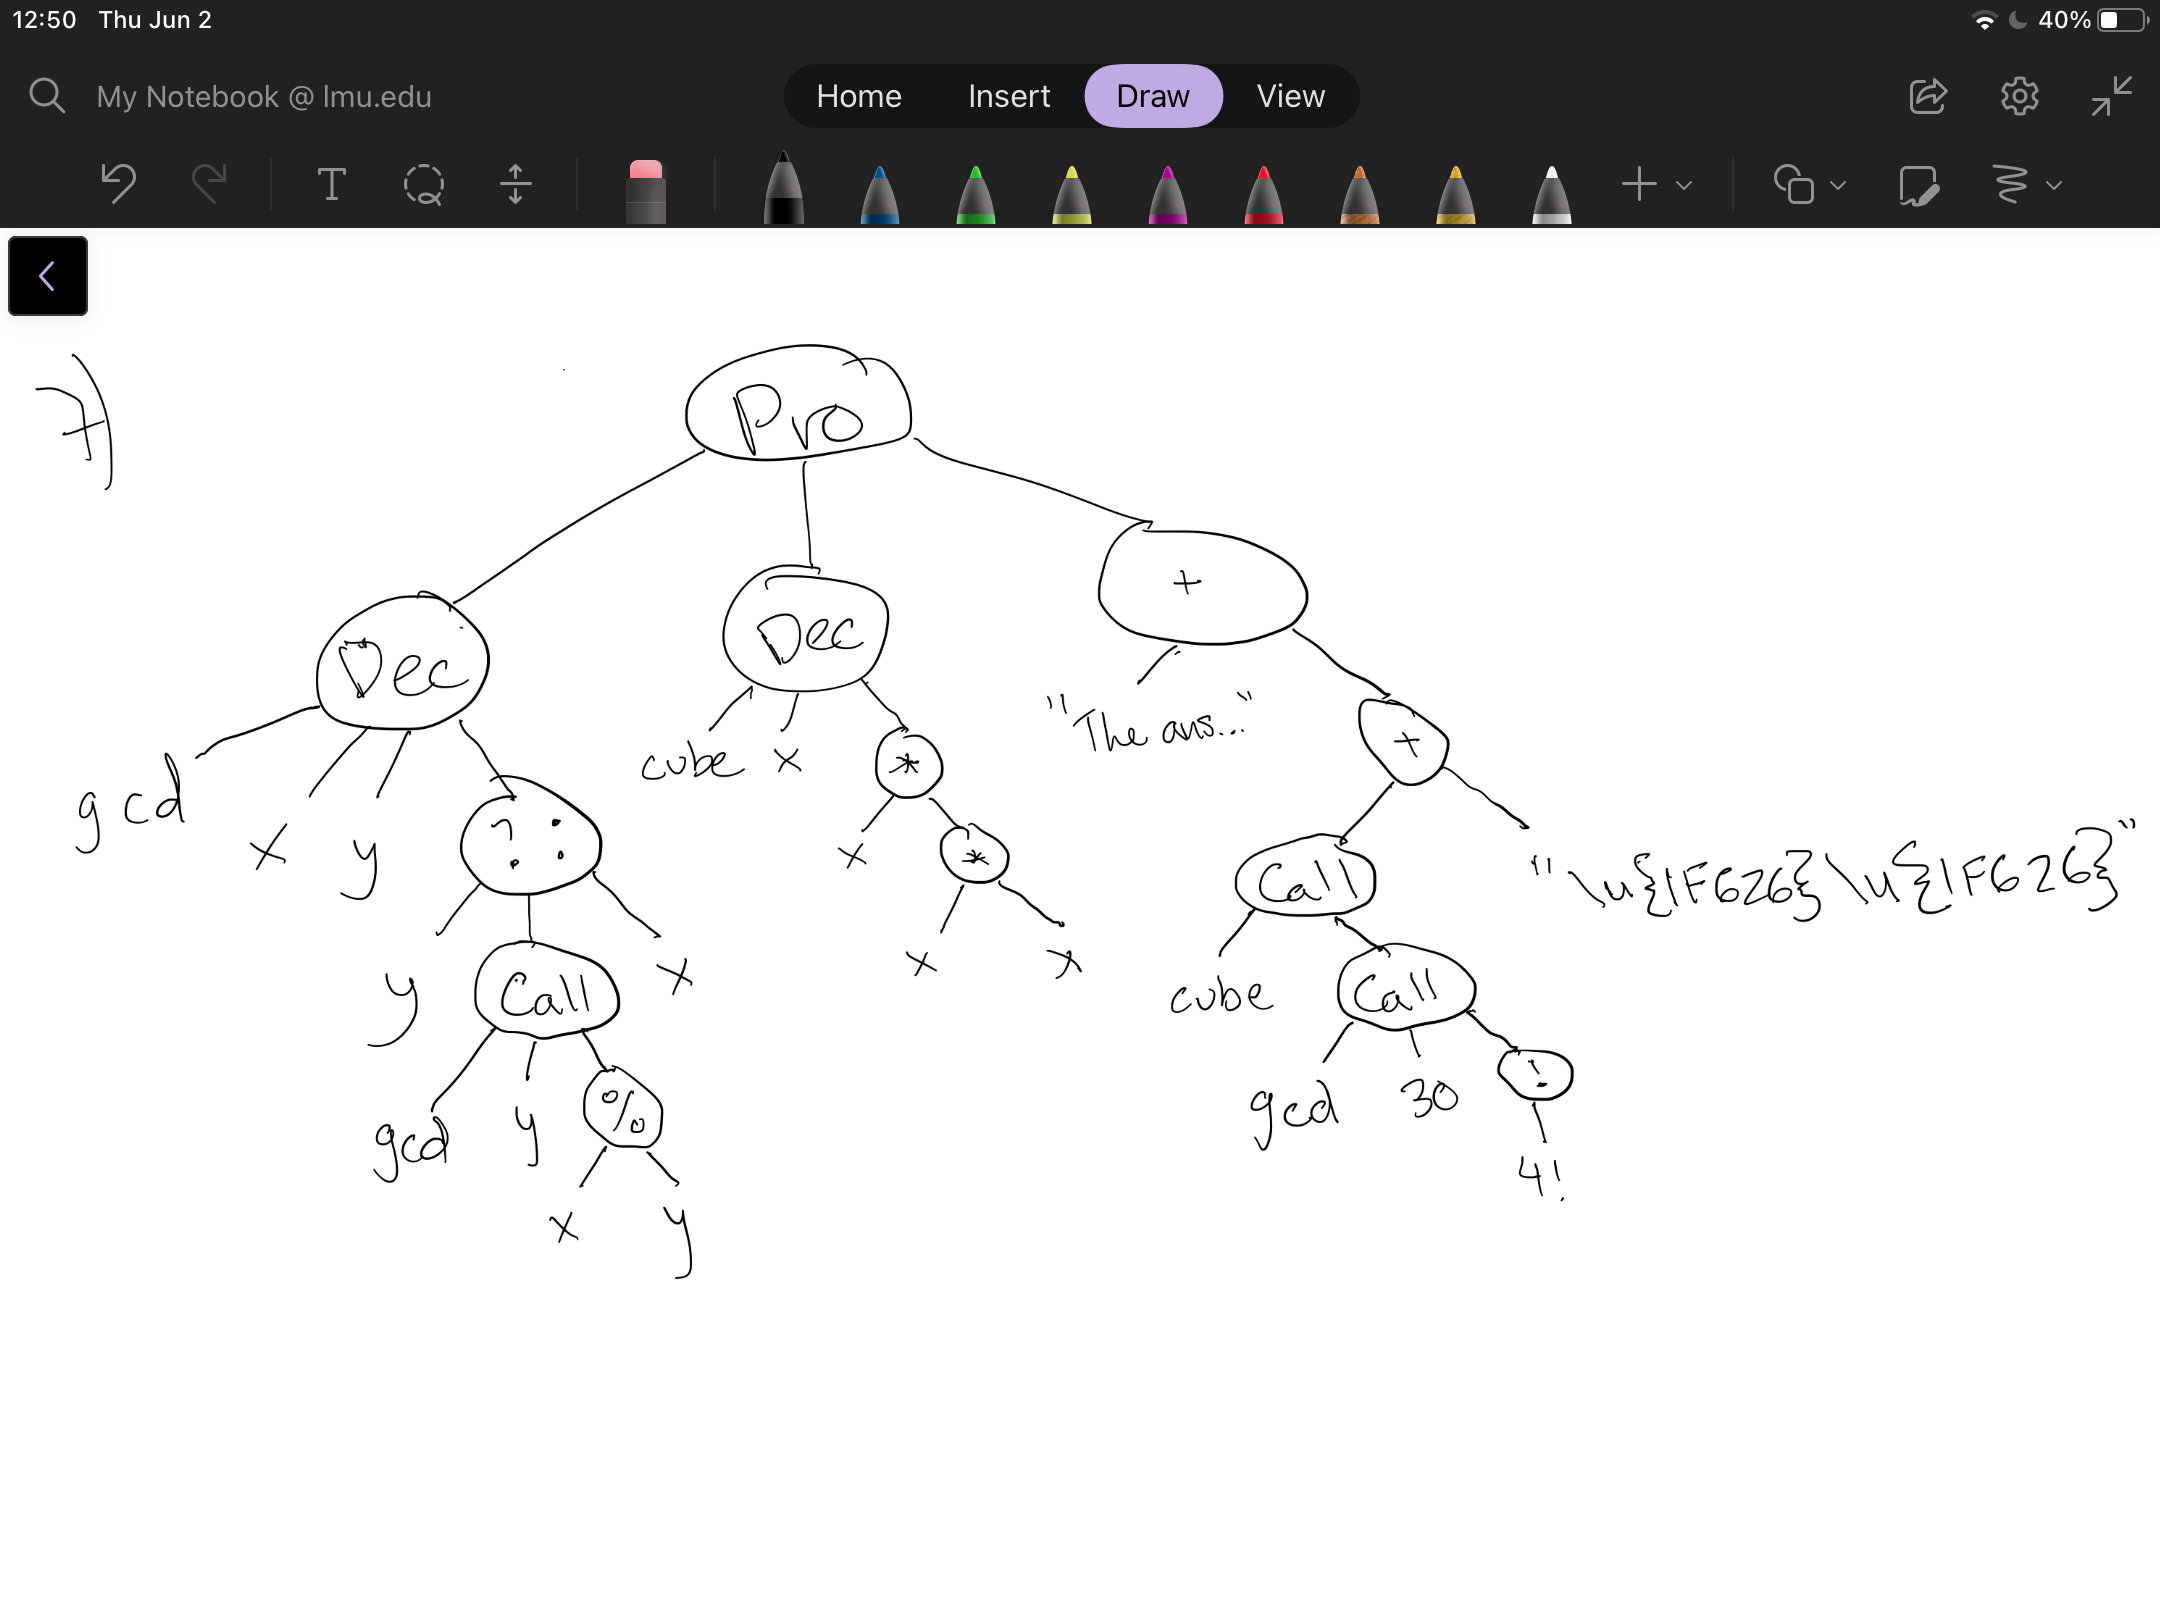 12:50 Thu Jun 2 40%
My Notebook @ lmu.edu Home Insert Draw View
T
7)
Pro
+
Dec
Dec
"The ans..."
+
gcd x y
cube x *
?::
x *
Call
"\u{1F626}\u{1F626}"
y Call x
x x
cube Call
gcd y %
gcd 30 !
x y
4!